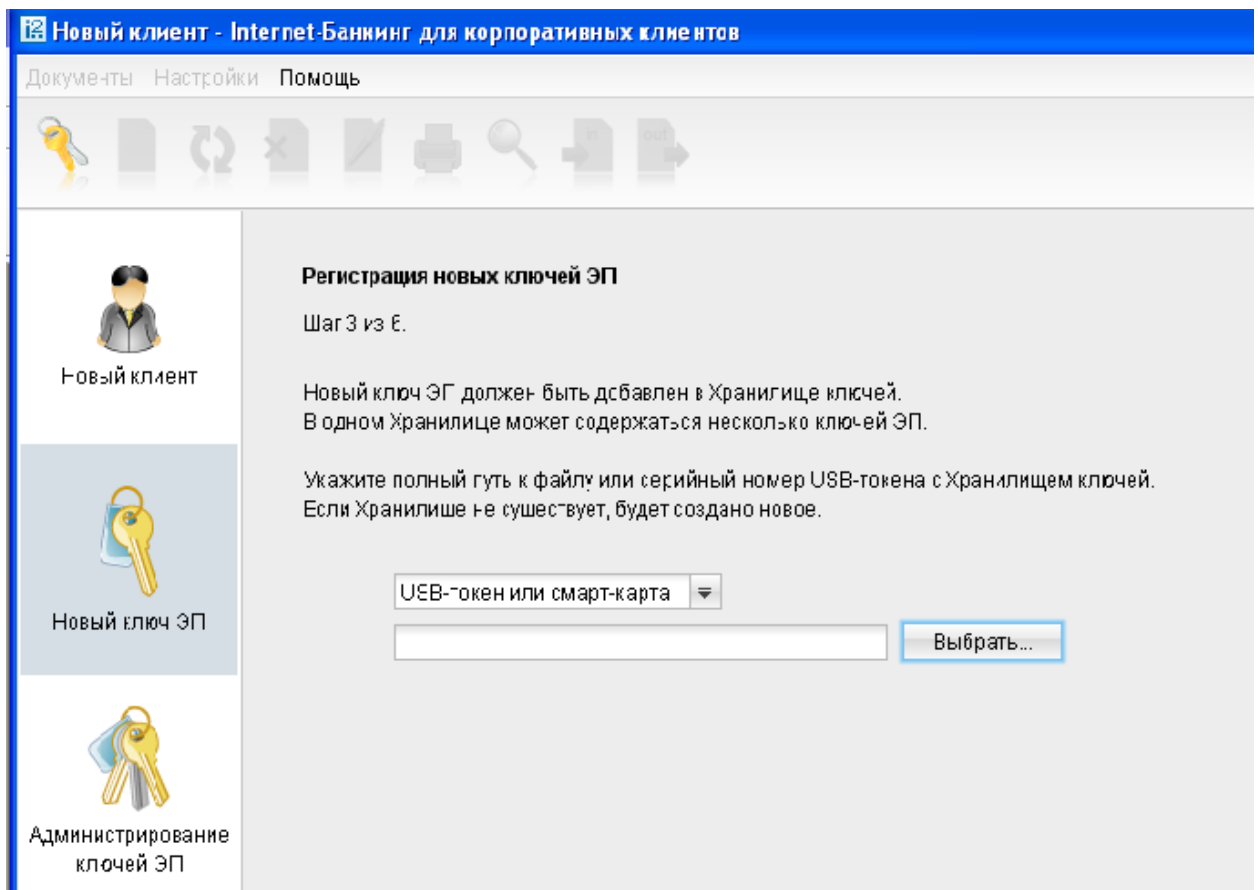 Новый клиент - Internet-Банкинг для корпоративных клиентов
Документы Настройки Помощь
in out
Новый клиент
Новый ключ ЭП
Администрирование
ключей ЭП
Регистрация новых ключей ЭП
Шаг 3 из 6.
Новый ключ ЭП должен быть добавлен в Хранилище ключей.
В одном Хранилище может содержаться несколько ключей ЭП.
Укажите полный путь к файлу или серийный номер USB-токена с Хранилищем ключей.
Если Хранилище не существует, будет создано новое.
USB-токен или смарт-карта
Выбрать...